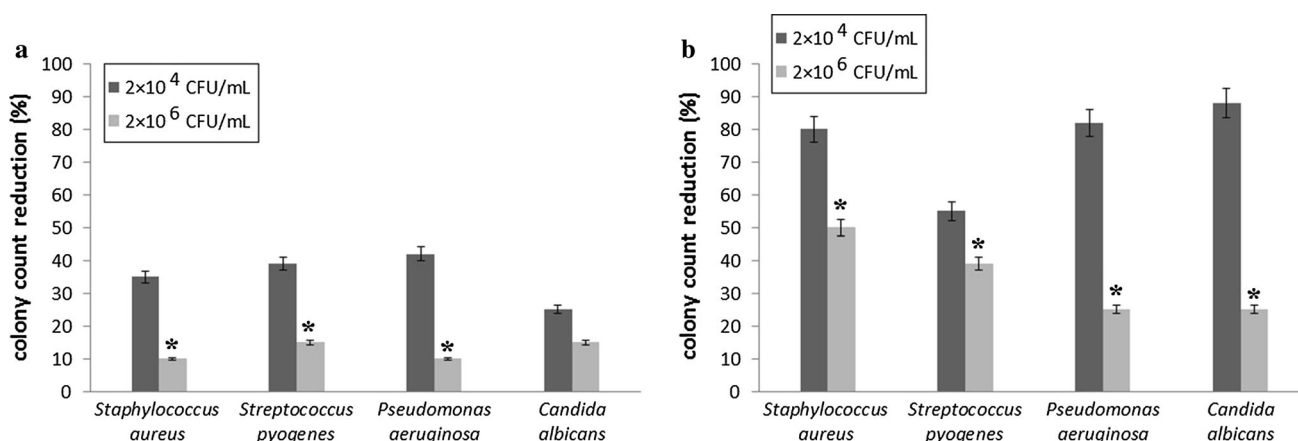 a
2×10 4 CFU/mL
2×10 6 CFU/mL
colony count reduction (%)
100
90
80
70
60
50
40
30
20
10
0
*
*
*
Staphylococcus
aureus
Streptococcus
pyogenes
Pseudomonas
aeruginosa
Candida
albicans
b
2×10 4 CFU/mL
2×10 6 CFU/mL
colony count reduction (%)
100
90
80
70
60
50
40
30
20
10
0
*
*
*
*
Staphylococcus
aureus
Streptococcus
pyogenes
Pseudomonas
aeruginosa
Candida
albicans